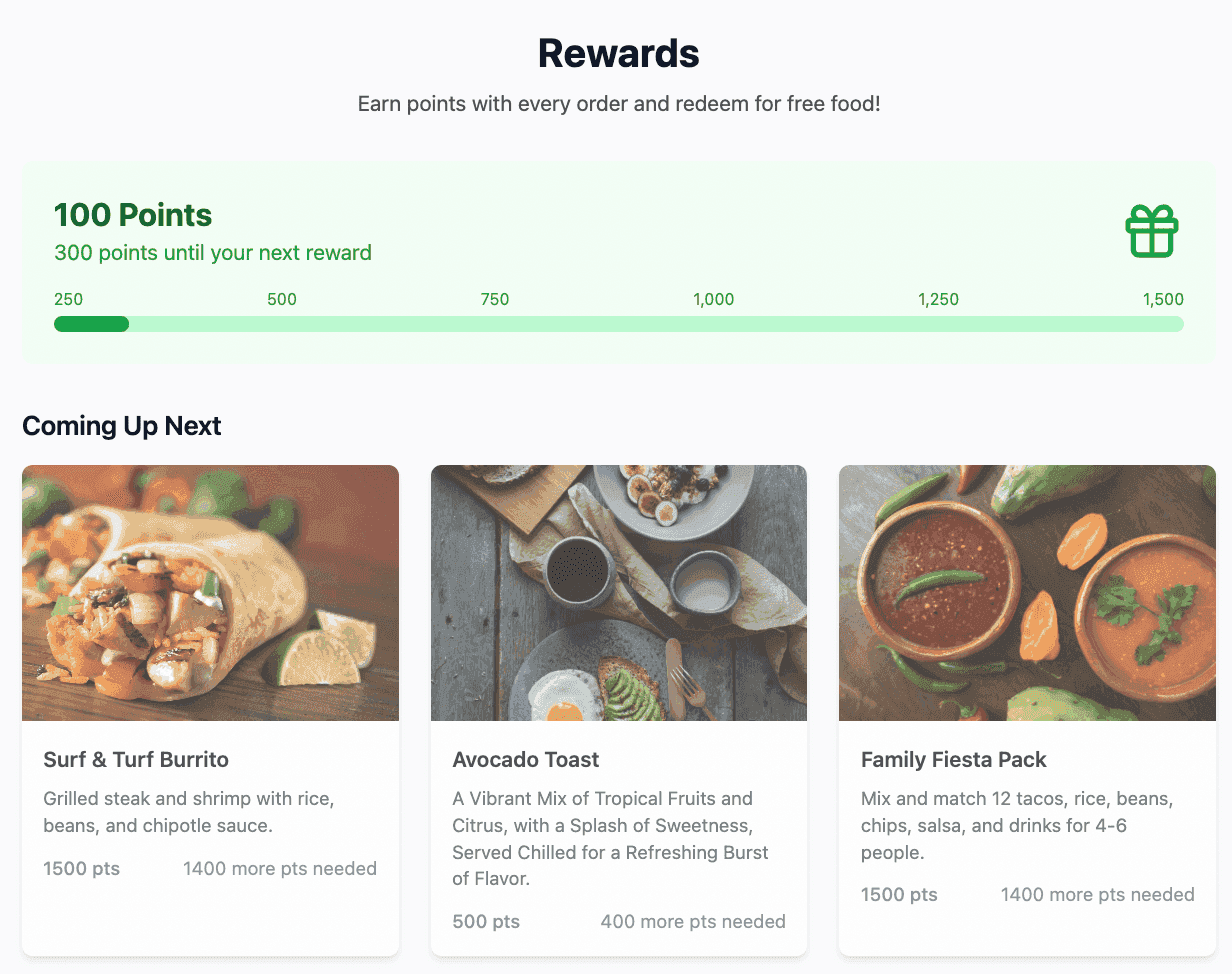 Rewards
Earn points with every order and redeem for free food!
100 Points
300 points until your next reward
250 500 750 1,000 1,250 1,500
Coming Up Next
Surf & Turf Burrito
Grilled steak and shrimp with rice,
beans, and chipotle sauce.
1500 pts 1400 more pts needed
Avocado Toast
A Vibrant Mix of Tropical Fruits and
Citrus, with a Splash of Sweetness,
Served Chilled for a Refreshing Burst
of Flavor.
500 pts 400 more pts needed
Family Fiesta Pack
Mix and match 12 tacos, rice, beans,
chips, salsa, and drinks for 4-6
people.
1500 pts 1400 more pts needed